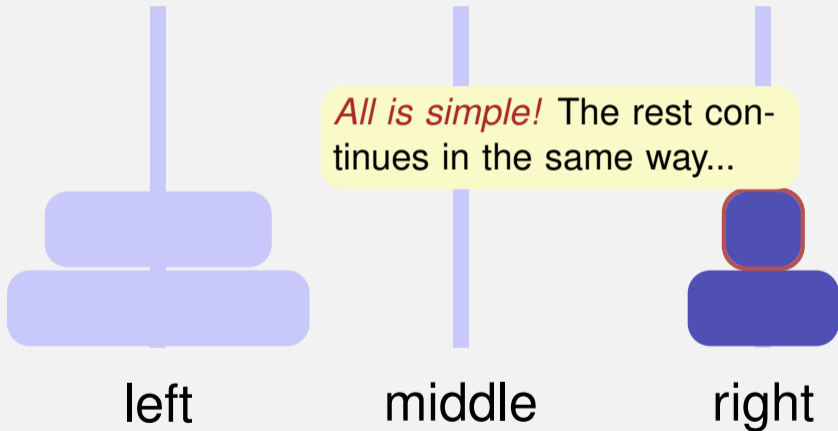 All is simple! The rest con-
tinues in the same way...
left middle right